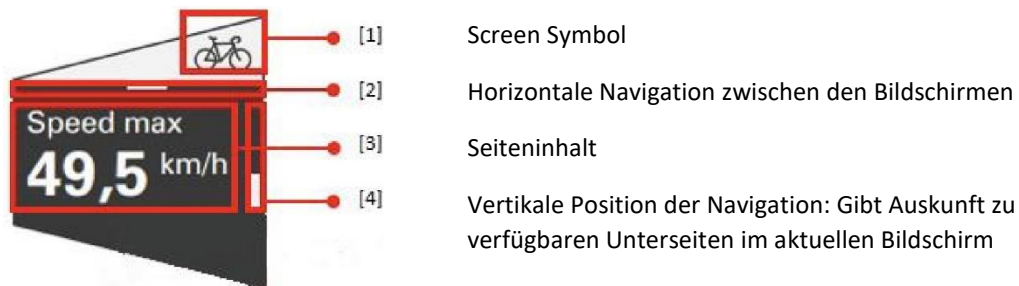 [1] Screen Symbol
[2] Horizontale Navigation zwischen den Bildschirmen
Speed max
49,5 km/h
[3] Seiteninhalt
[4] Vertikale Position der Navigation: Gibt Auskunft zu
verfügbaren Unterseiten im aktuellen Bildschirm